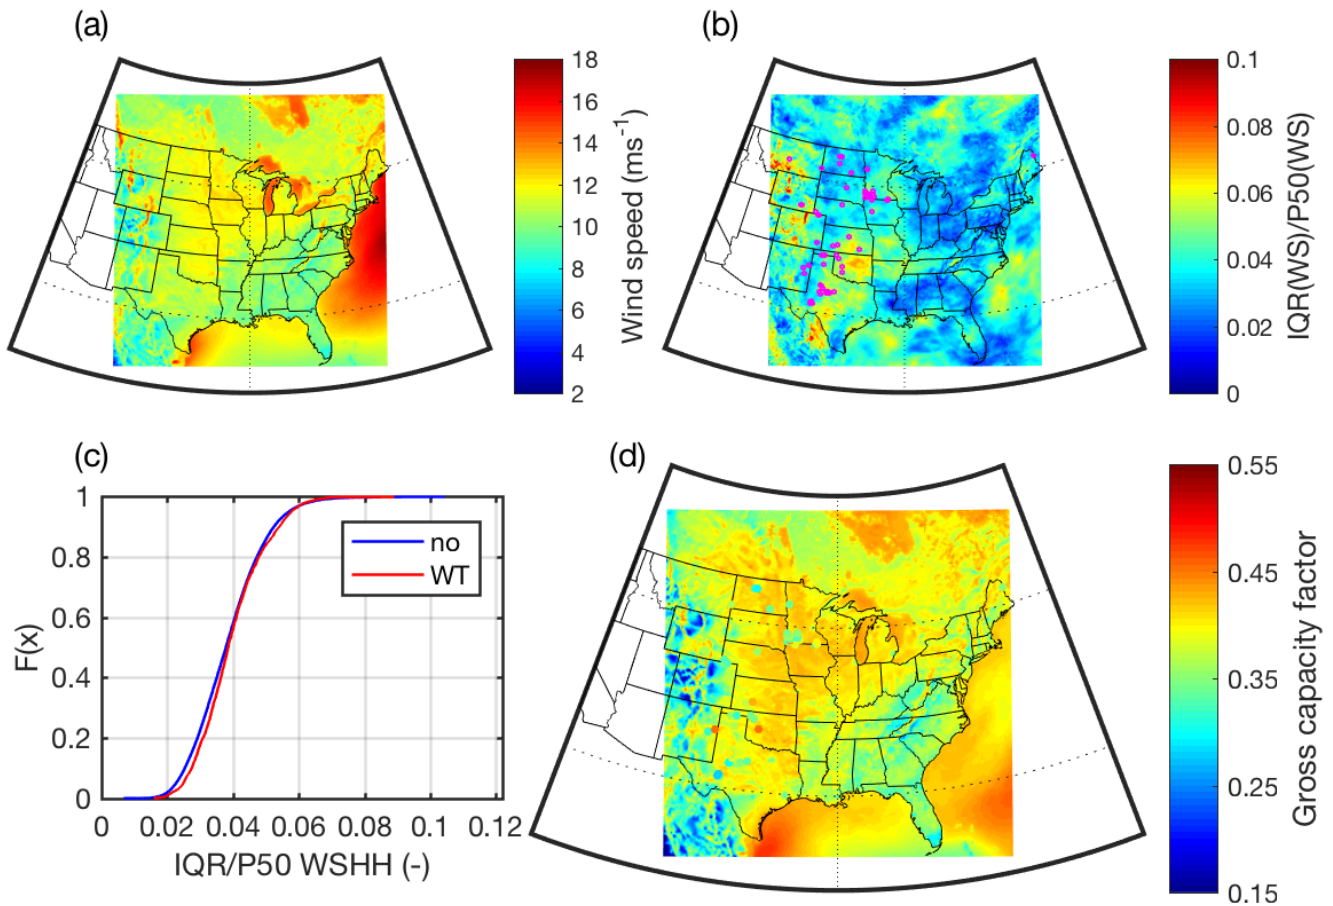 (a)
18
16
14
12
10
8
6
4
2
Wind speed (ms⁻¹)
(b)
0.1
0.08
0.06
0.04
0.02
0
IQR(WS)/P50(WS)
(c)
1
0.8
0.6
0.4
0.2
0
F(x)
no
WT
0 0.02 0.04 0.06 0.08 0.1 0.12
IQR/P50 WSHH (-)
(d)
0.55
0.45
0.35
0.25
0.15
Gross capacity factor